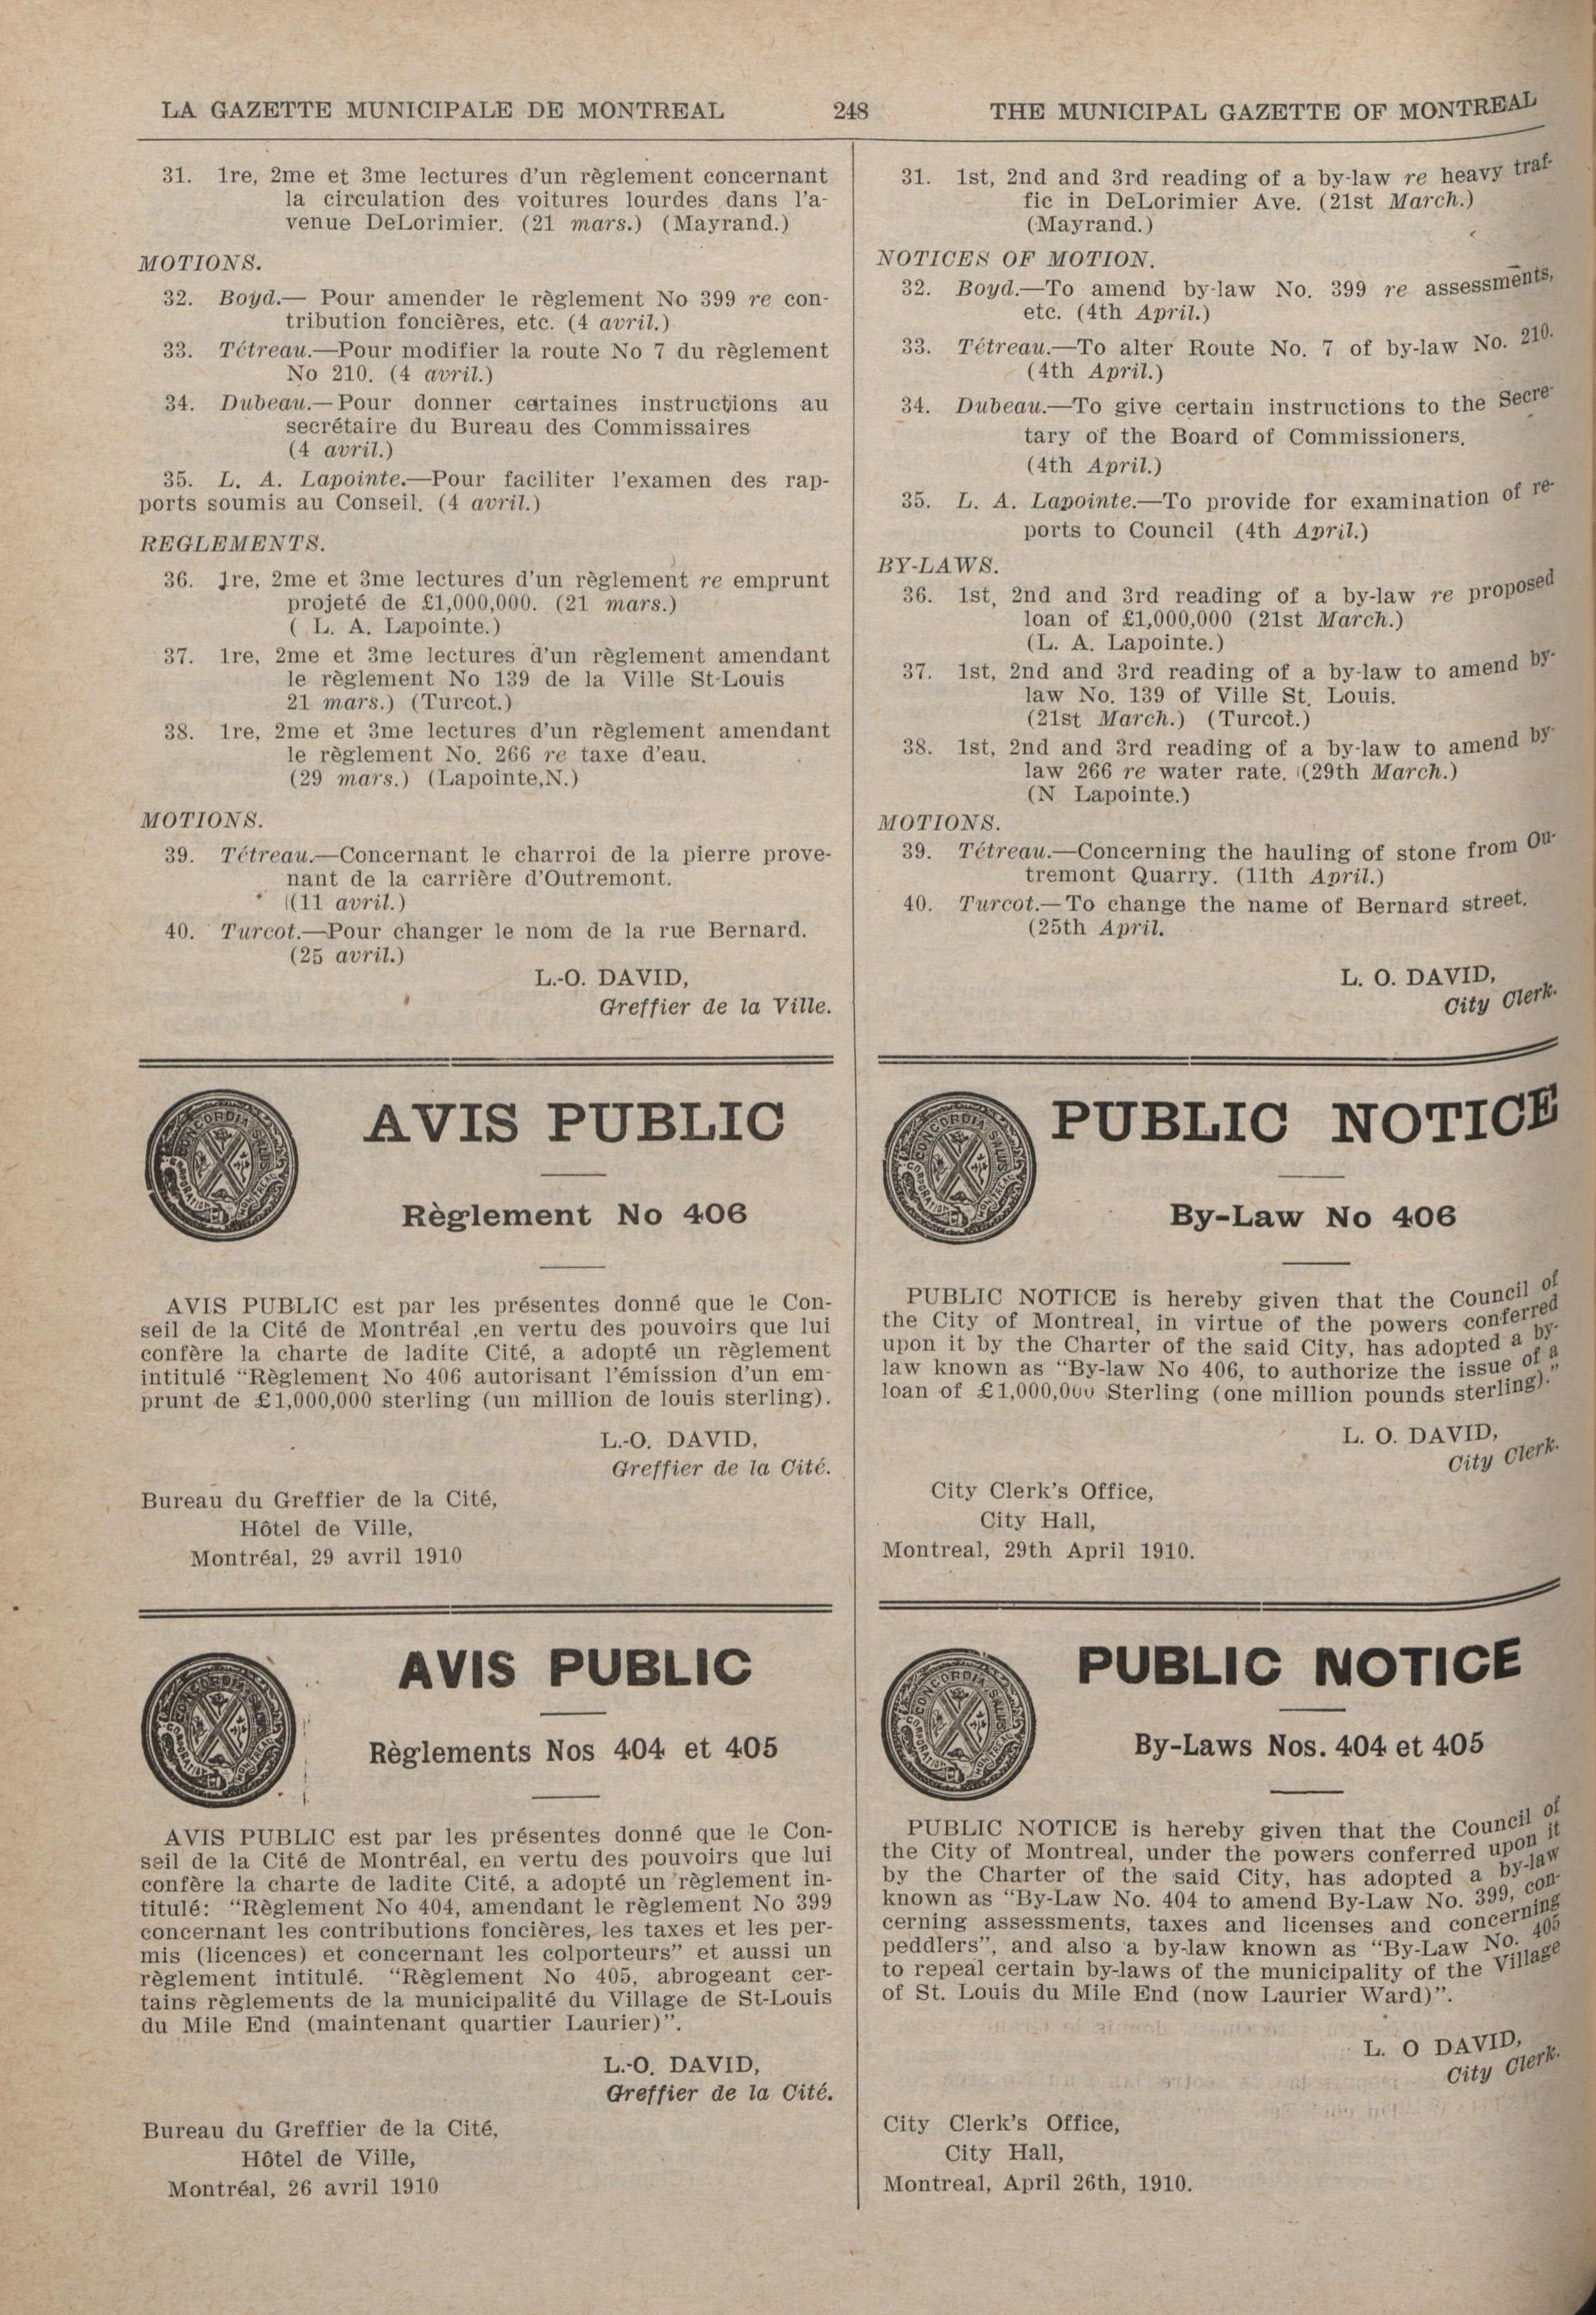 LA GAZETTE MUNICIPALE DE MONTREAL 248 THE MUNICIPAL GAZETTE OF MONTREAL
31. 1re, 2me et 3me lectures d'un règlement concernant
la circulation des voitures lourdes dans l'a-
venue DeLorimier. (21 mars.) (Mayrand.)
MOTIONS.
32. Boyd.— Pour amender le règlement No 399 re con-
tribution foncières, etc. (4 avril.)
33. Tétreau.—Pour modifier la route No 7 du règlement
No 210. (4 avril.)
34. Dubeau.—Pour donner certaines instructions au
secrétaire du Bureau des Commissaires
(4 avril.)
35. L. A. Lapointe.—Pour faciliter l'examen des rap-
ports soumis au Conseil. (4 avril.)
REGLEMENTS.
36. 1re, 2me et 3me lectures d'un règlement re emprunt
projeté de £1,000,000. (21 mars.)
( L. A. Lapointe.)
37. 1re, 2me et 3me lectures d'un règlement amendant
le règlement No 139 de la Ville St-Louis
21 mars.) (Turcot.)
38. 1re, 2me et 3me lectures d'un règlement amendant
le règlement No. 266 re taxe d'eau.
(29 mars.) (Lapointe,N.)
MOTIONS.
39. Tétreau.—Concernant le charroi de la pierre prove-
nant de la carrière d'Outremont.
(11 avril.)
40. Turcot.—Pour changer le nom de la rue Bernard.
(25 avril.)
L.-O. DAVID,
Greffier de la Ville.
AVIS PUBLIC
Règlement No 406
AVIS PUBLIC est par les présentes donné que le Con-
seil de la Cité de Montréal ,en vertu des pouvoirs que lui
confère la charte de ladite Cité, a adopté un règlement
intitulé "Règlement No 406 autorisant l'émission d'un em-
prunt de £1,000,000 sterling (un million de louis sterling).
L.-O. DAVID,
Greffier de la Cité.
Bureau du Greffier de la Cité,
Hôtel de Ville,
Montréal, 29 avril 1910
AVIS PUBLIC
Règlements Nos 404 et 405
AVIS PUBLIC est par les présentes donné que le Con-
seil de la Cité de Montréal, en vertu des pouvoirs que lui
confère la charte de ladite Cité, a adopté un règlement in-
titulé: "Règlement No 404, amendant le règlement No 399
concernant les contributions foncières, les taxes et les per-
mis (licences) et concernant les colporteurs" et aussi un
règlement intitulé. "Règlement No 405, abrogeant cer-
tains règlements de la municipalité du Village de St-Louis
du Mile End (maintenant quartier Laurier)".
L.-O. DAVID,
Greffier de la Cité.
Bureau du Greffier de la Cité,
Hôtel de Ville,
Montréal, 26 avril 1910
31. 1st, 2nd and 3rd reading of a by-law re heavy traf-
fic in DeLorimier Ave. (21st March.)
(Mayrand.)
NOTICES OF MOTION.
32. Boyd.—To amend by-law No. 399 re assessments,
etc. (4th April.)
33. Tétreau.—To alter Route No. 7 of by-law No. 210.
(4th April.)
34. Dubeau.—To give certain instructions to the Secre-
tary of the Board of Commissioners.
(4th April.)
35. L. A. Lapointe.—To provide for examination of re-
ports to Council (4th April.)
BY-LAWS.
36. 1st, 2nd and 3rd reading of a by-law re proposed
loan of £1,000,000 (21st March.)
(L. A. Lapointe.)
37. 1st, 2nd and 3rd reading of a by-law to amend by-
law No. 139 of Ville St. Louis.
(21st March.) (Turcot.)
38. 1st, 2nd and 3rd reading of a by-law to amend by-
law 266 re water rate. (29th March.)
(N Lapointe.)
MOTIONS.
39. Tétreau.—Concerning the hauling of stone from Ou-
tremont Quarry. (11th April.)
40. Turcot.—To change the name of Bernard street.
(25th April.
L. O. DAVID,
City Clerk.
PUBLIC NOTICE
By-Law No 406
PUBLIC NOTICE is hereby given that the Council of
the City of Montreal, in virtue of the powers conferred
upon it by the Charter of the said City, has adopted a by-
law known as "By-law No 406, to authorize the issue of a
loan of £1,000,000 Sterling (one million pounds sterling)."
L. O. DAVID,
City Clerk.
City Clerk's Office,
City Hall,
Montreal, 29th April 1910.
PUBLIC NOTICE
By-Laws Nos. 404 et 405
PUBLIC NOTICE is hereby given that the Council of
the City of Montreal, under the powers conferred upon it
by the Charter of the said City, has adopted a by-law
known as "By-Law No. 404 to amend By-Law No. 399, con-
cerning assessments, taxes and licenses and concerning
peddlers", and also a by-law known as "By-Law No. 405
to repeal certain by-laws of the municipality of the Village
of St. Louis du Mile End (now Laurier Ward)".
L. O DAVID,
City Clerk.
City Clerk's Office,
City Hall,
Montreal, April 26th, 1910.
CONCORDIA SALUS